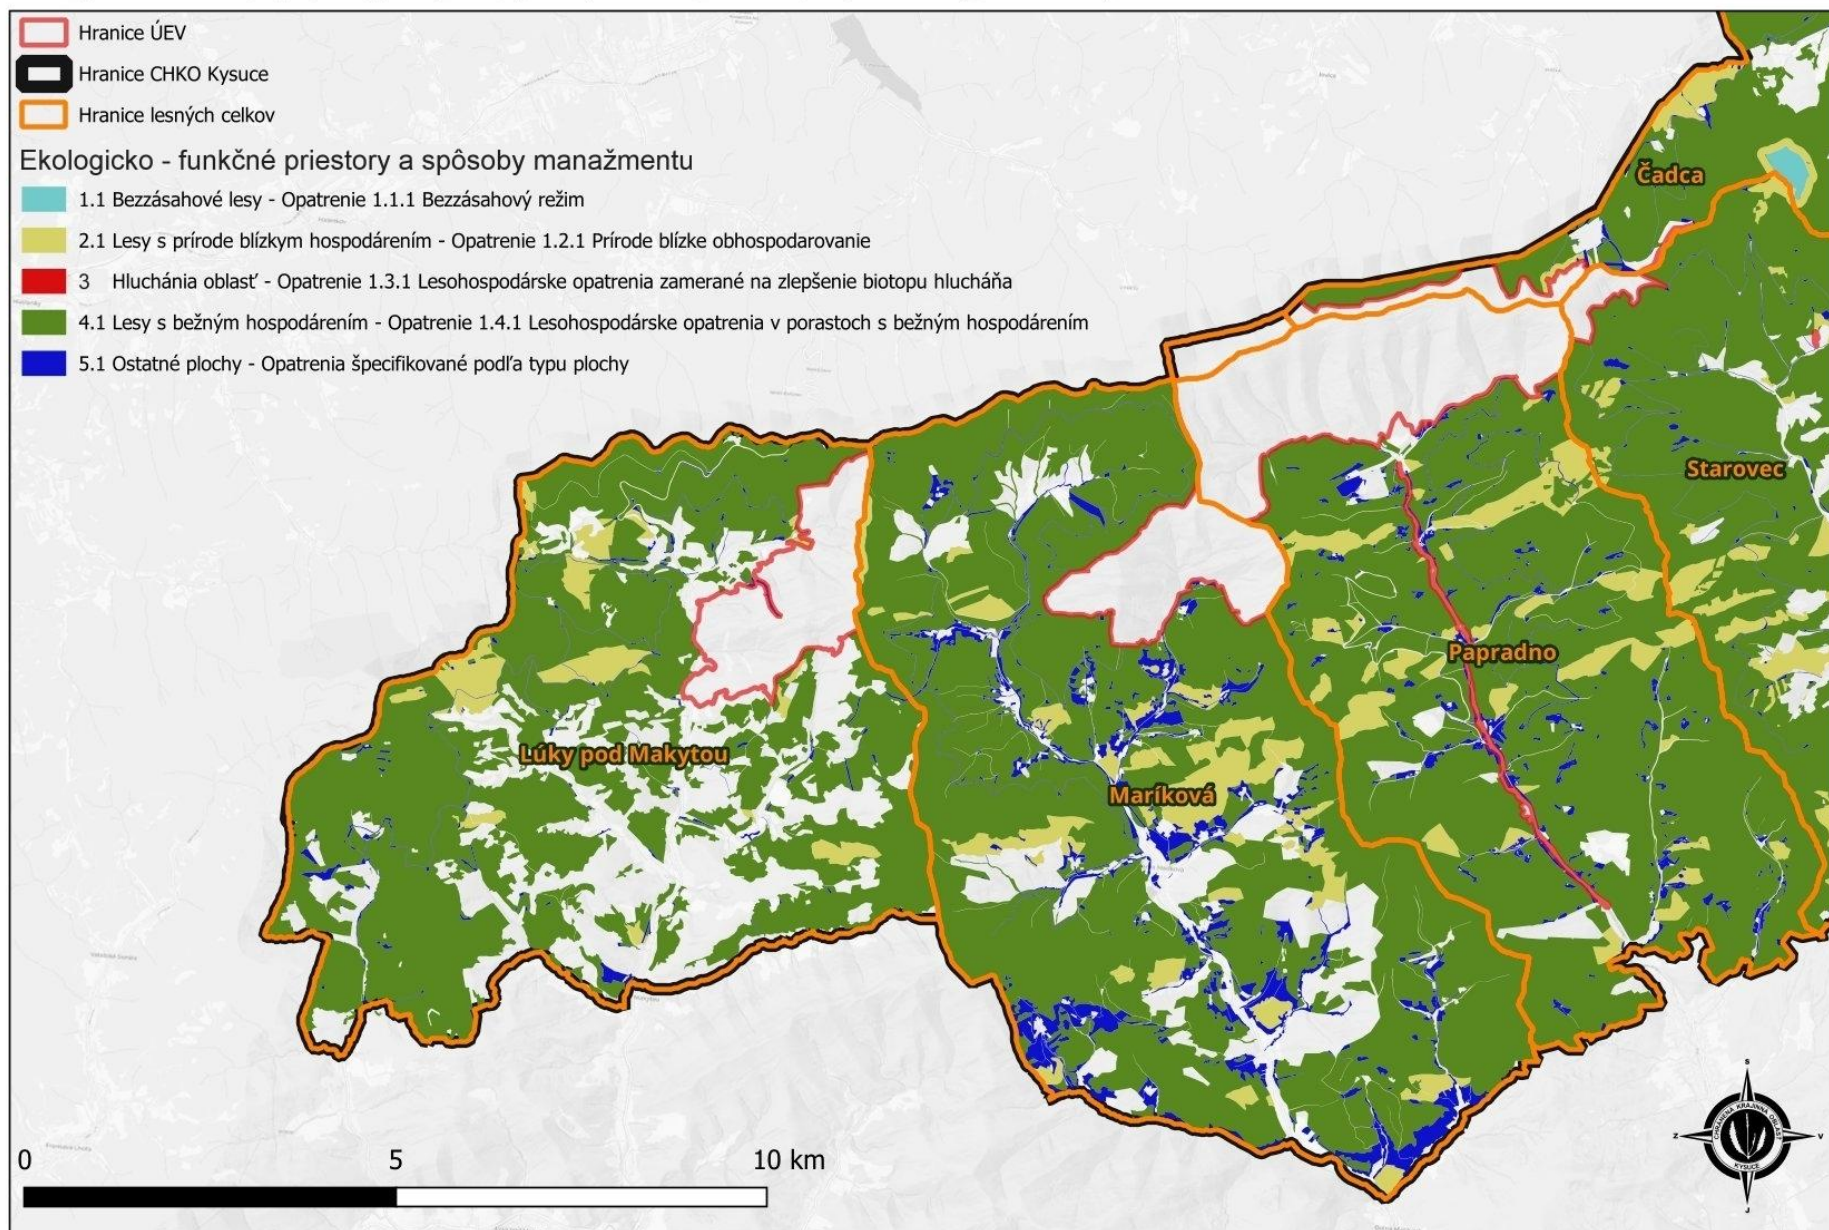 Hranice ÚEV
Hranice CHKO Kysuce
Hranice lesných celkov
Ekologicko - funkčné priestory a spôsoby manažmentu
1.1 Bezzásahové lesy - Opatrenie 1.1.1 Bezzásahový režim
2.1 Lesy s prírode blízkym hospodárením - Opatrenie 1.2.1 Prírode blízke obhospodarovanie
3 Hluchánia oblasť - Opatrenie 1.3.1 Lesohospodárske opatrenia zamerané na zlepšenie biotopu hlucháňa
4.1 Lesy s bežným hospodárením - Opatrenie 1.4.1 Lesohospodárske opatrenia v porastoch s bežným hospodárením
5.1 Ostatné plochy - Opatrenia špecifikované podľa typu plochy
Čadca
Starovec
Papradno
Lúky pod Makytou
Maríková
0 5 10 km
S
Z V
J
CHRÁNENÁ KRAJINNÁ OBLASŤ
KYSUCE